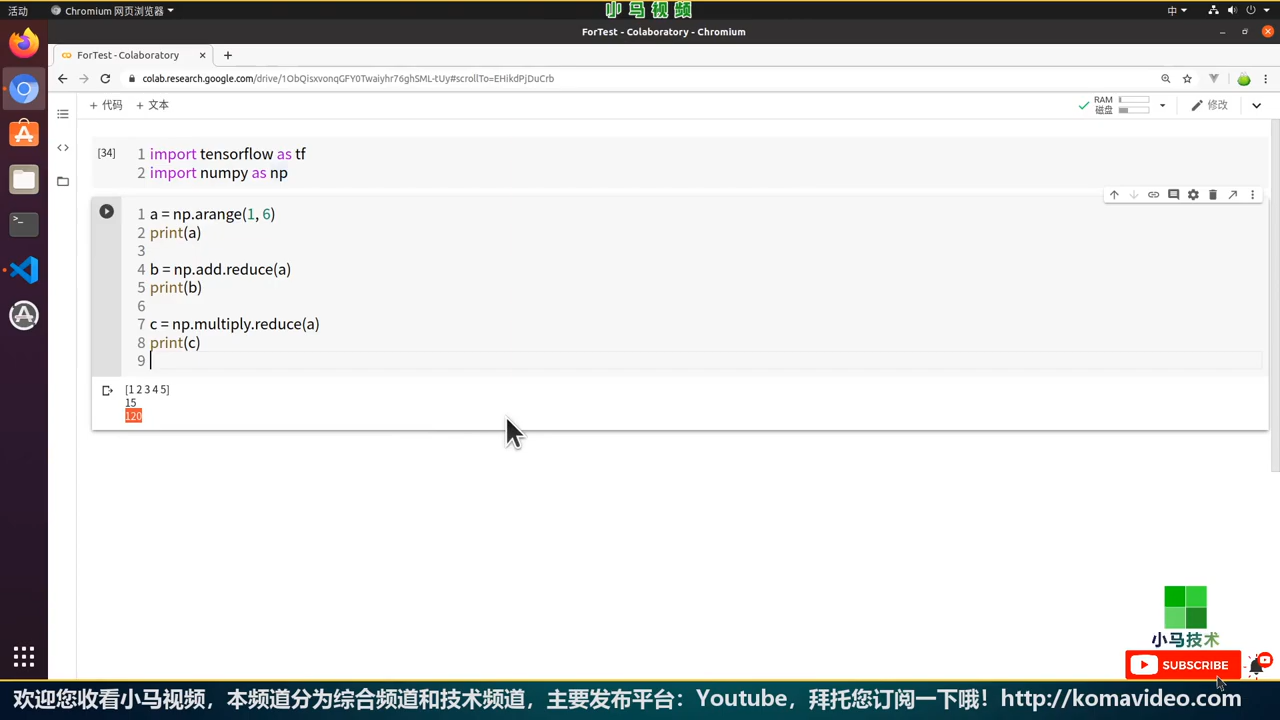 活动
Chromium 网页浏览器
小马视频
中
ForTest - Colaboratory - Chromium
ForTest - Colaboratory
colab.research.google.com/drive/1ObQisxvonqGFY0Twaiyhr76ghSML-tUy#scrollTo=EHikdPjDuCrb
+ 代码 + 文本
RAM
磁盘
修改
[34]
1 import tensorflow as tf
2 import numpy as np
1 a = np.arange(1, 6)
2 print(a)
3
4 b = np.add.reduce(a)
5 print(b)
6
7 c = np.multiply.reduce(a)
8 print(c)
9
[1 2 3 4 5]
15
120
小马技术
SUBSCRIBE
欢迎您收看小马视频，本频道分为综合频道和技术频道，主要发布平台：Youtube，拜托您订阅一下哦！http://komavideo.com